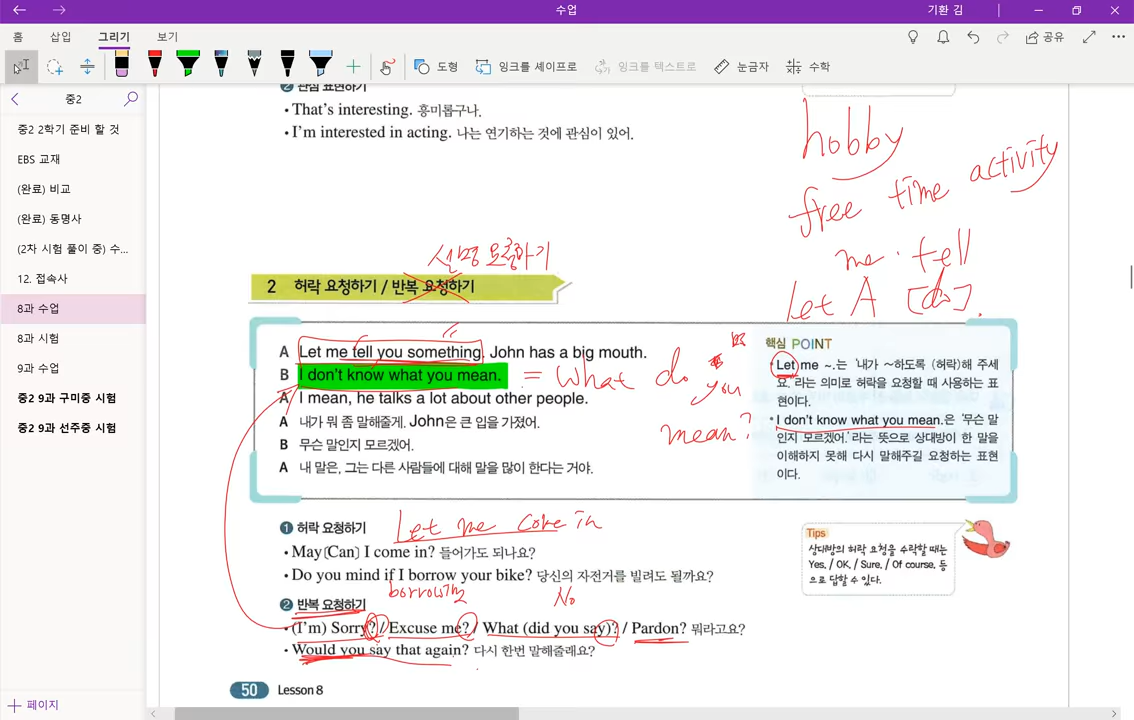 수업
기환 김
홈 삽입 그리기 보기
도형 잉크를 셰이프로 잉크를 텍스트로 눈금자 수학 공유
중2
중2 2학기 준비 할 것
EBS 교재
(완료) 비교
(완료) 동명사
(2차 시험 풀이 중) 수...
12. 접속사
8과 수업
8과 시험
9과 수업
중2 9과 구미중 시험
중2 9과 선주중 시험
페이지
2 관심 표현하기
• That's interesting. 흥미롭구나.
• I'm interested in acting. 나는 연기하는 것에 관심이 있어.
hobby
free time activity
me. tell
Let A [do].
설명 요청하기
2 허락 요청하기 / 반복 요청하기
A Let me tell you something. John has a big mouth.
B I don't know what you mean. = What do you mean?
A I mean, he talks a lot about other people.
A 내가 뭐 좀 말해줄게. John은 큰 입을 가졌어.
B 무슨 말인지 모르겠어.
A 내 말은, 그는 다른 사람들에 대해 말을 많이 한다는 거야.
핵심 POINT
• Let me ~.는 '내가 ~하도록 (허락)해 주세
요.'라는 의미로 허락을 요청할 때 사용하는 표
현이다.
• I don't know what you mean.은 '무슨 말
인지 모르겠어.'라는 뜻으로 상대방이 한 말을
이해하지 못해 다시 말해주길 요청하는 표현
이다.
1 허락 요청하기 Let me come in
• May(Can) I come in? 들어가도 되나요?
• Do you mind if I borrow your bike? 당신의 자전거를 빌려도 될까요?
borrowing No
2 반복 요청하기
• (I'm) Sorry? / Excuse me? / What (did you say)? / Pardon? 뭐라고요?
• Would you say that again? 다시 한번 말해줄래요?
Tips
상대방의 허락 요청을 수락할 때는
Yes. / OK. / Sure. / Of course. 등
으로 답할 수 있다.
50 Lesson 8